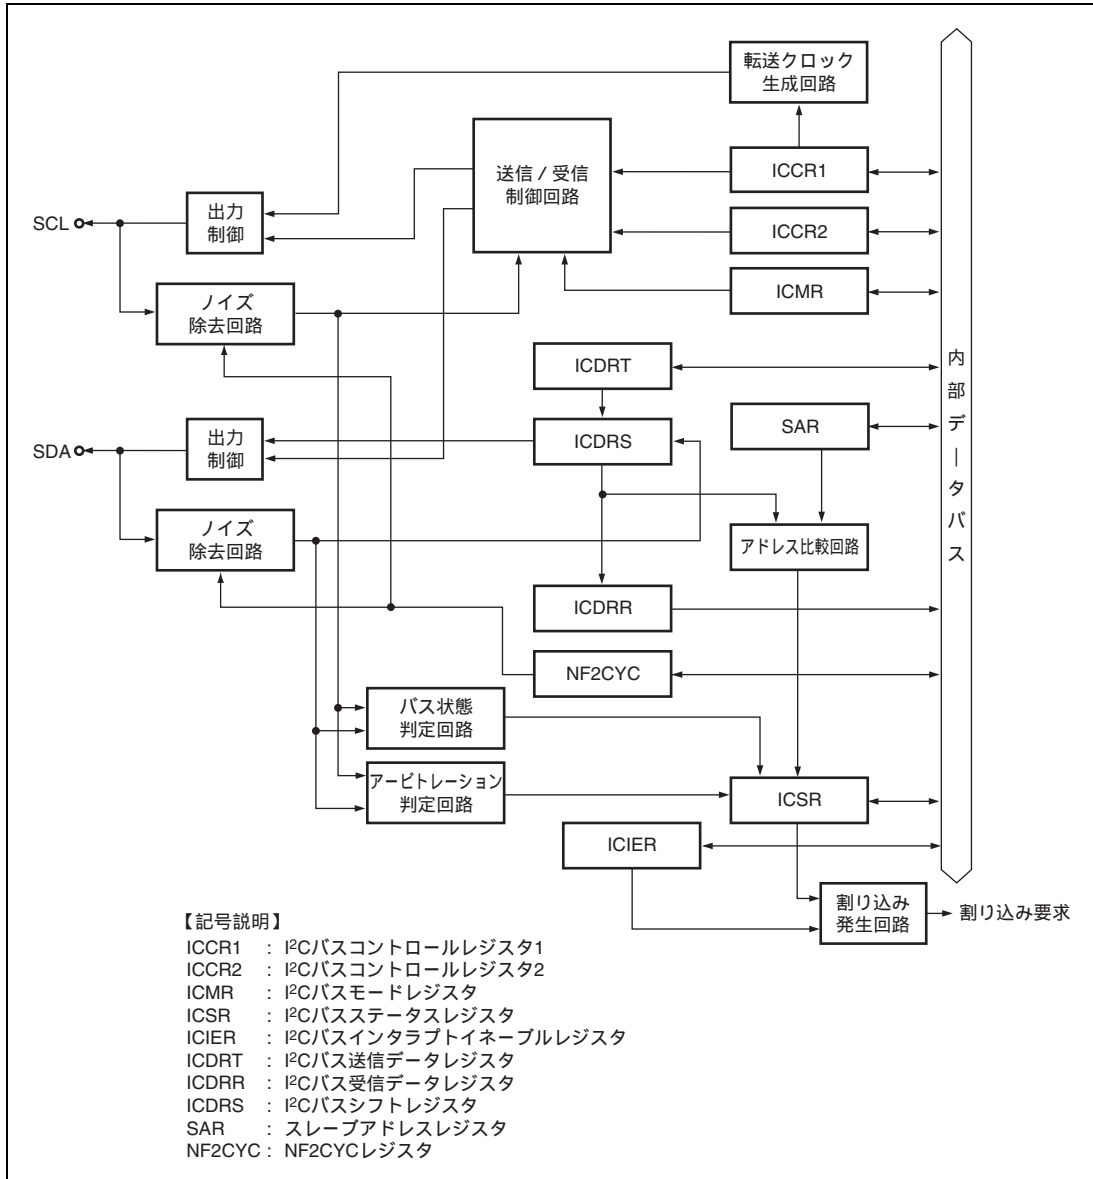 転送クロック
生成回路
送信 / 受信
制御回路
ICCR1
SCL
出力
制御
ICCR2
ICMR
ノイズ
除去回路
内部データバス
ICDRT
SAR
SDA
出力
制御
ICDRS
ノイズ
除去回路
アドレス比較回路
ICDRR
NF2CYC
バス状態
判定回路
アービトレーション
判定回路
ICSR
ICIER
割り込み
発生回路
割り込み要求
【記号説明】
ICCR1 : I²Cバスコントロールレジスタ1
ICCR2 : I²Cバスコントロールレジスタ2
ICMR : I²Cバスモードレジスタ
ICSR : I²Cバスステータスレジスタ
ICIER : I²Cバスインタラプトイネーブルレジスタ
ICDRT : I²Cバス送信データレジスタ
ICDRR : I²Cバス受信データレジスタ
ICDRS : I²Cバスシフトレジスタ
SAR : スレーブアドレスレジスタ
NF2CYC : NF2CYCレジスタ